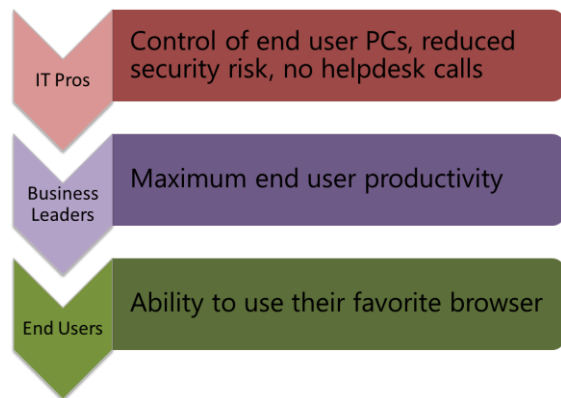 IT Pros
Control of end user PCs, reduced
security risk, no helpdesk calls
Business
Leaders
Maximum end user productivity
End Users
Ability to use their favorite browser